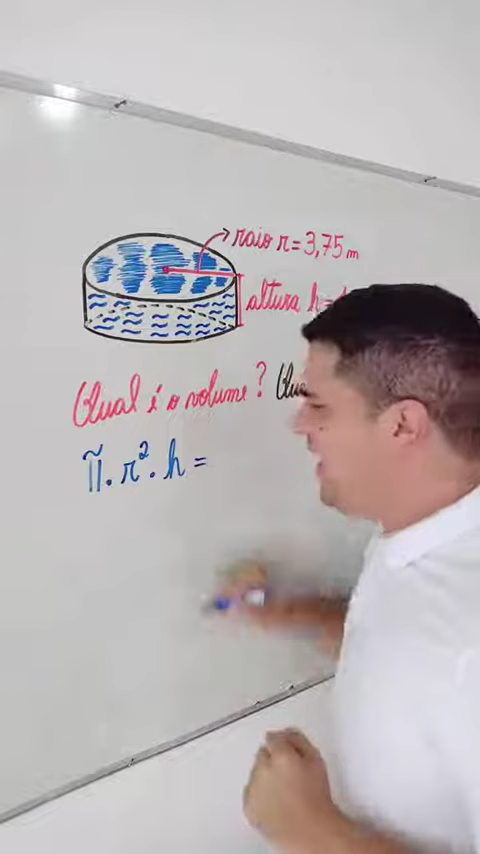 raio r = 3,75 m
altura h =
Qual é o volume?
π . r² . h =